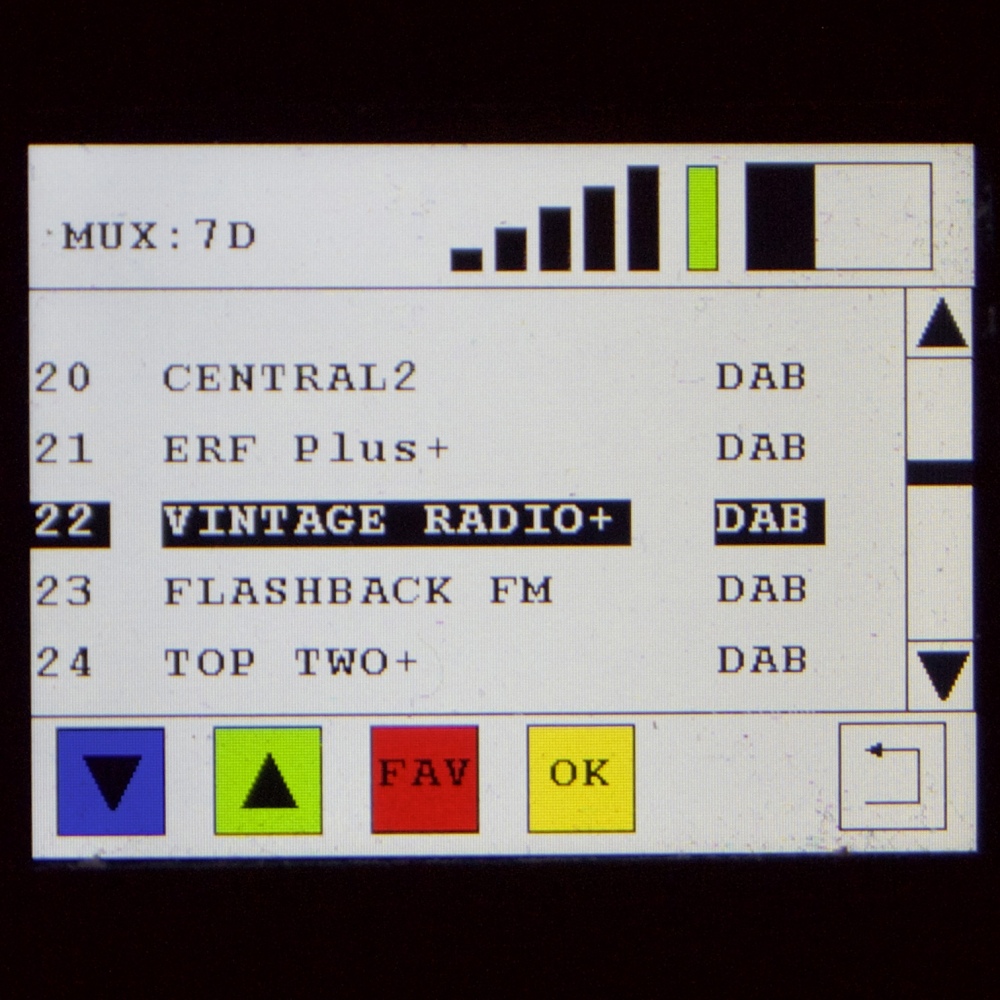 MUX:7D
20 CENTRAL2 DAB
21 ERF Plus+ DAB
22 VINTAGE RADIO+ DAB
23 FLASHBACK FM DAB
24 TOP TWO+ DAB
FAV OK